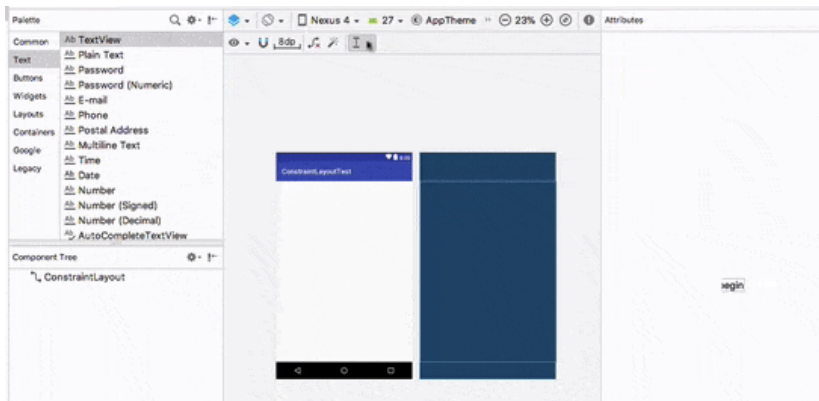 Palette
Nexus 4
27
AppTheme
23%
Attributes
Common
Text
Buttons
Widgets
Layouts
Containers
Google
Legacy
Ab TextView
Ab Plain Text
Ab Password
Ab Password (Numeric)
Ab E-mail
Ab Phone
Ab Postal Address
Ab Multiline Text
Ab Time
Ab Date
Ab Number
Ab Number (Signed)
Ab Number (Decimal)
AutoCompleteTextView
8dp
Component Tree
ConstraintLayout
8:00
ConstraintLayoutTest